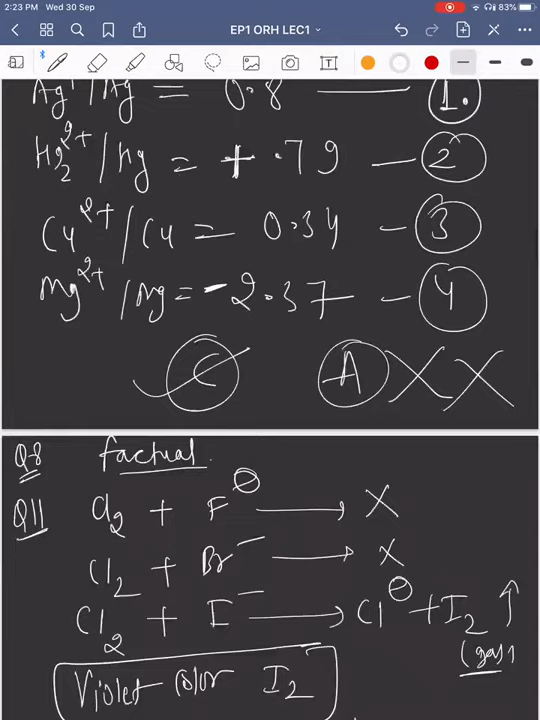 2:23 PM Wed 30 Sep 83%
EP1 ORH LEC1
Ag⁺/Ag = 0.8 — 1.
Hg₂²⁺/Hg = +.79 — 2
Cu²⁺/Cu = 0.34 — 3
Mg²⁺/Mg = -2.37 — 4
C A X X
Q8 factual.
Q11 Cl₂ + F⊖ → X
Cl₂ + Br⁻ → X
Cl₂ + I⁻ → Cl⊖ + I₂ ↑
(gas)
Violet color I₂